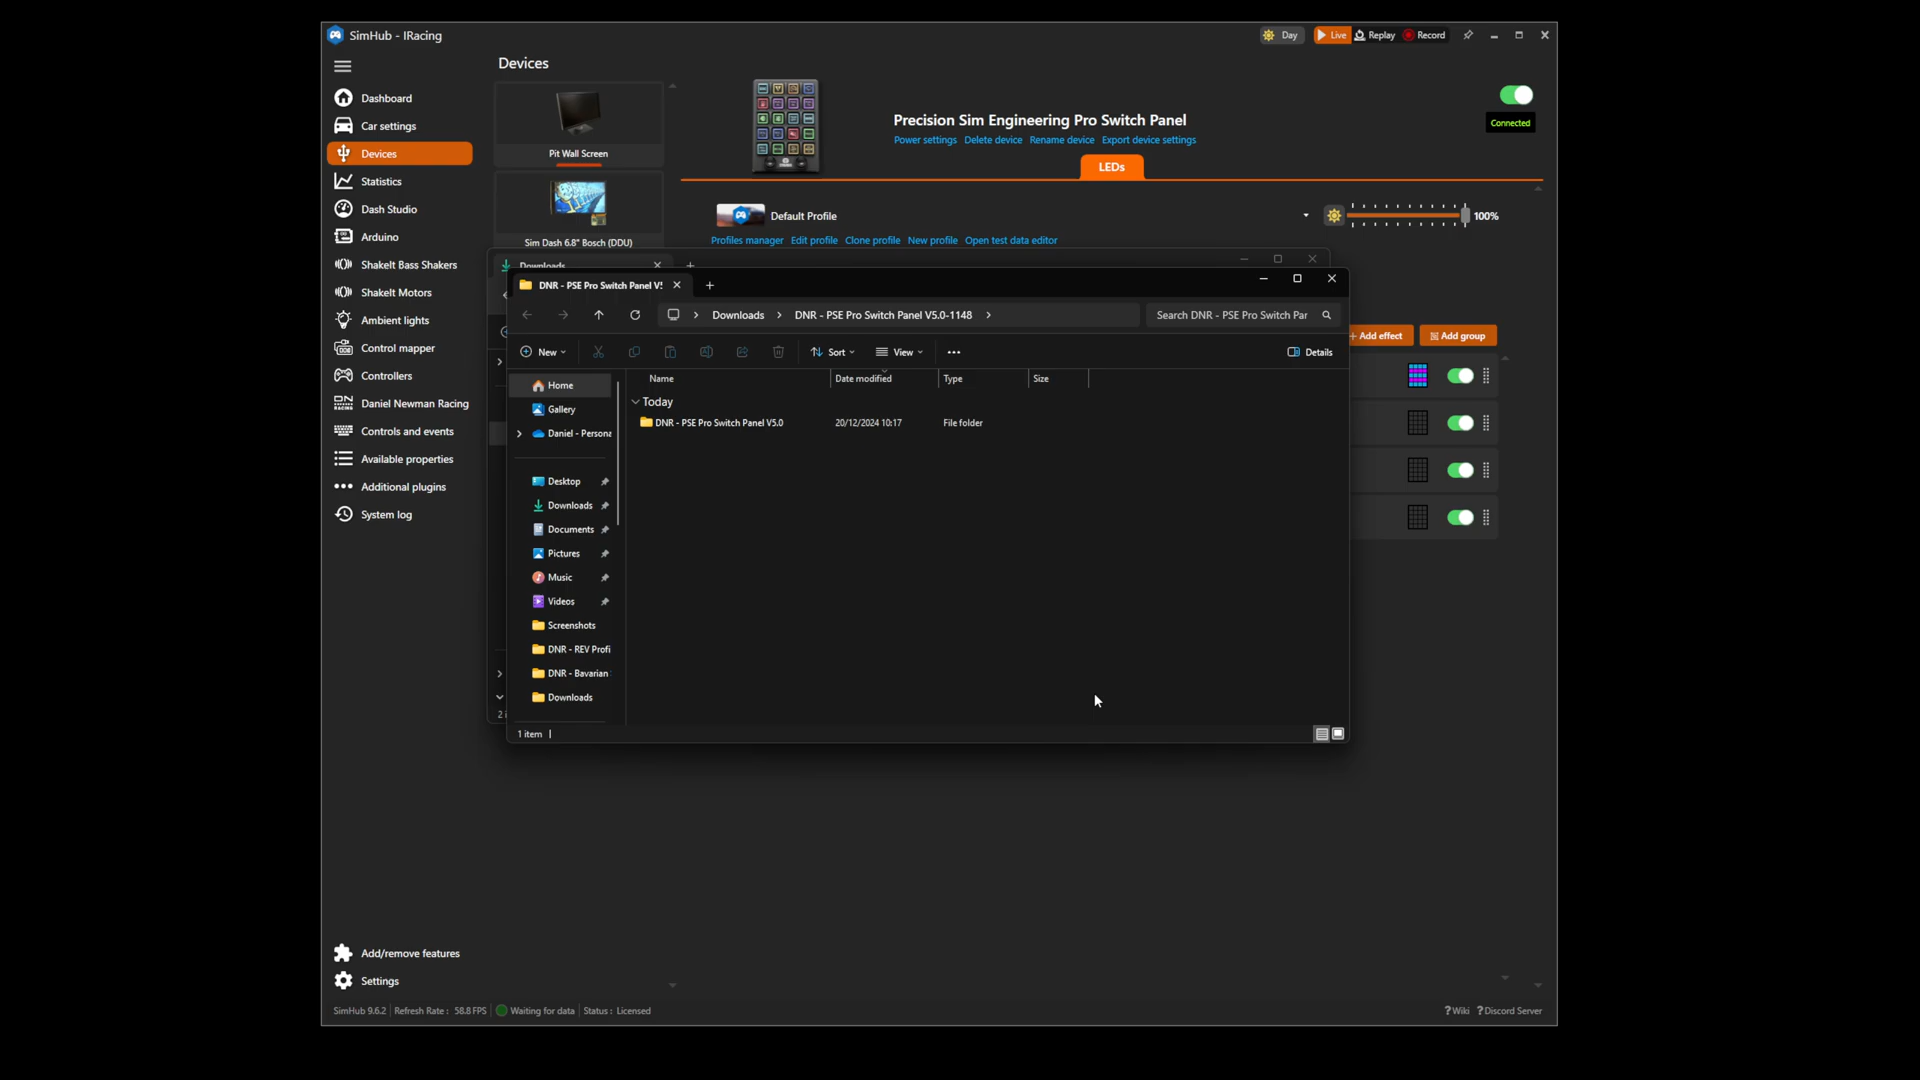 SimHub - IRacing
Day
Live
Replay
Record
Devices
Dashboard
Car settings
Devices
Statistics
Dash Studio
Arduino
ShakeIt Bass Shakers
ShakeIt Motors
Ambient lights
Control mapper
Controllers
Daniel Newman Racing
Controls and events
Available properties
Additional plugins
System log
Add/remove features
Settings
Pit Wall Screen
Sim Dash 6.8" Bosch (DDU)
Precision Sim Engineering Pro Switch Panel
Power settings Delete device Rename device Export device settings
Connected
LEDs
Default Profile
100%
Profiles manager Edit profile Clone profile New profile Open test data editor
Downloads
DNR - PSE Pro Switch Panel V5
Downloads > DNR - PSE Pro Switch Panel V5.0-1148 >
Search DNR - PSE Pro Switch Par
New
Sort
View
Details
Add effect
Add group
Name
Date modified
Type
Size
Today
DNR - PSE Pro Switch Panel V5.0
20/12/2024 10:17
File folder
Home
Gallery
Daniel - Persona
Desktop
Downloads
Documents
Pictures
Music
Videos
Screenshots
DNR - REV Profi
DNR - Bavarian
Downloads
1 item
SimHub 9.6.2 Refresh Rate : 58.8 FPS Waiting for data Status : Licensed
?Wiki ?Discord Server